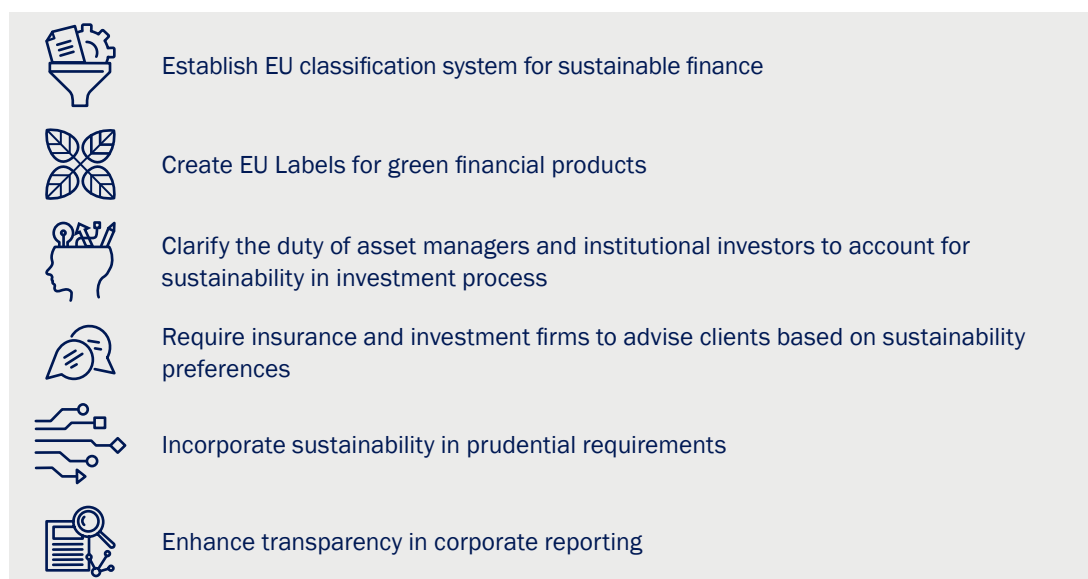 Establish EU classification system for sustainable finance
Create EU Labels for green financial products
Clarify the duty of asset managers and institutional investors to account for
sustainability in investment process
Require insurance and investment firms to advise clients based on sustainability
preferences
Incorporate sustainability in prudential requirements
Enhance transparency in corporate reporting